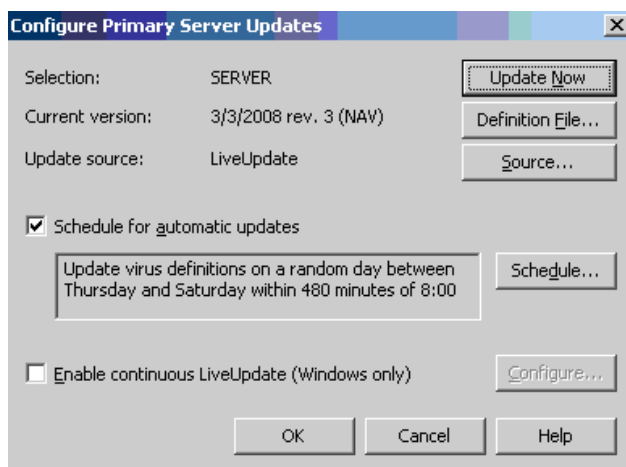 Configure Primary Server Updates
Selection: SERVER Update Now
Current version: 3/3/2008 rev. 3 (NAV) Definition File...
Update source: LiveUpdate Source...
Schedule for automatic updates
Update virus definitions on a random day between
Thursday and Saturday within 480 minutes of 8:00
Schedule...
Enable continuous LiveUpdate (Windows only) Configure...
OK Cancel Help